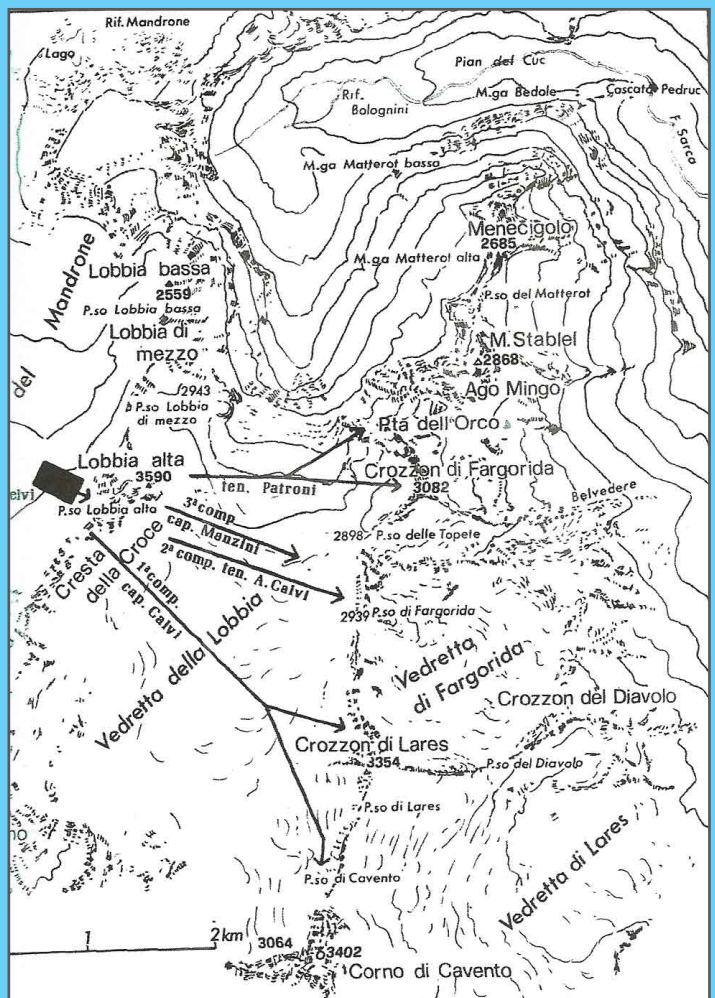 Rif. Mandrone
Lago
Pian del Cuc
Rif.
Bolognini
M.ga Bedole
Cascata Pedruc
F. Sarca
M.ga Matterot bassa
Menecigolo
2685
M.ga Matterot alta
Mandrone
del
Lobbia bassa
2559
P.so Lobbia bassa
P.so del Matterot
Lobbia di
mezzo
M. Stablel
2868
Ago Mingo
2943
P.so Lobbia
di mezzo
P.tá dell'Orco
Lobbia alta
3590
ten. Patroni
Crozzon di Fargorida
3082
elvi
P.so Lobbia alta
Belvedere
3ª comp
cap. Manzini
2898
P.so delle Topete
Cresta
della Croce
2ª comp. ten. A. Calvi
1ª comp.
cap. Calvi
2939 P.so di Fargorida
Vedretta della Lobbia
Vedretta
di Fargorida
Crozzon del Diavolo
Crozzon di Lares
3354
P.so del Diavolo
P.so di Lares
no
Vedretta di Lares
P.so di Cavento
1
2km
3064
3402
Corno di Cavento